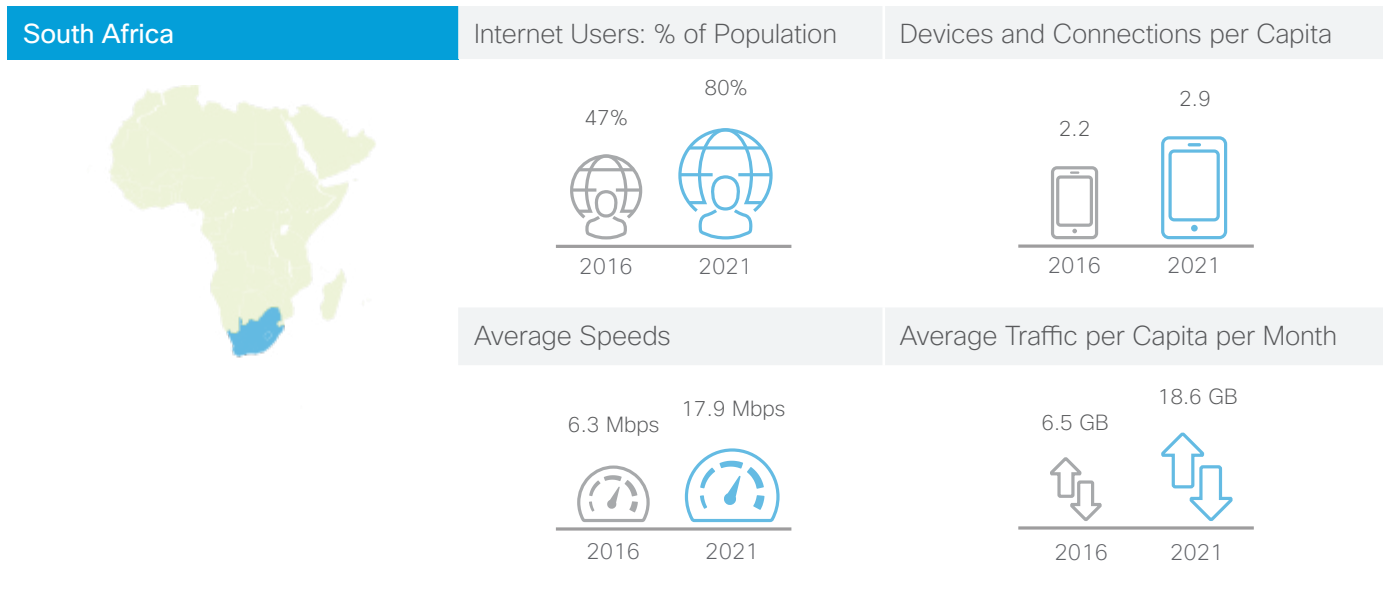 South Africa
Internet Users: % of Population
47%
80%
2016
2021
Devices and Connections per Capita
2.2
2.9
2016
2021
Average Speeds
6.3 Mbps
17.9 Mbps
2016
2021
Average Traffic per Capita per Month
6.5 GB
18.6 GB
2016
2021